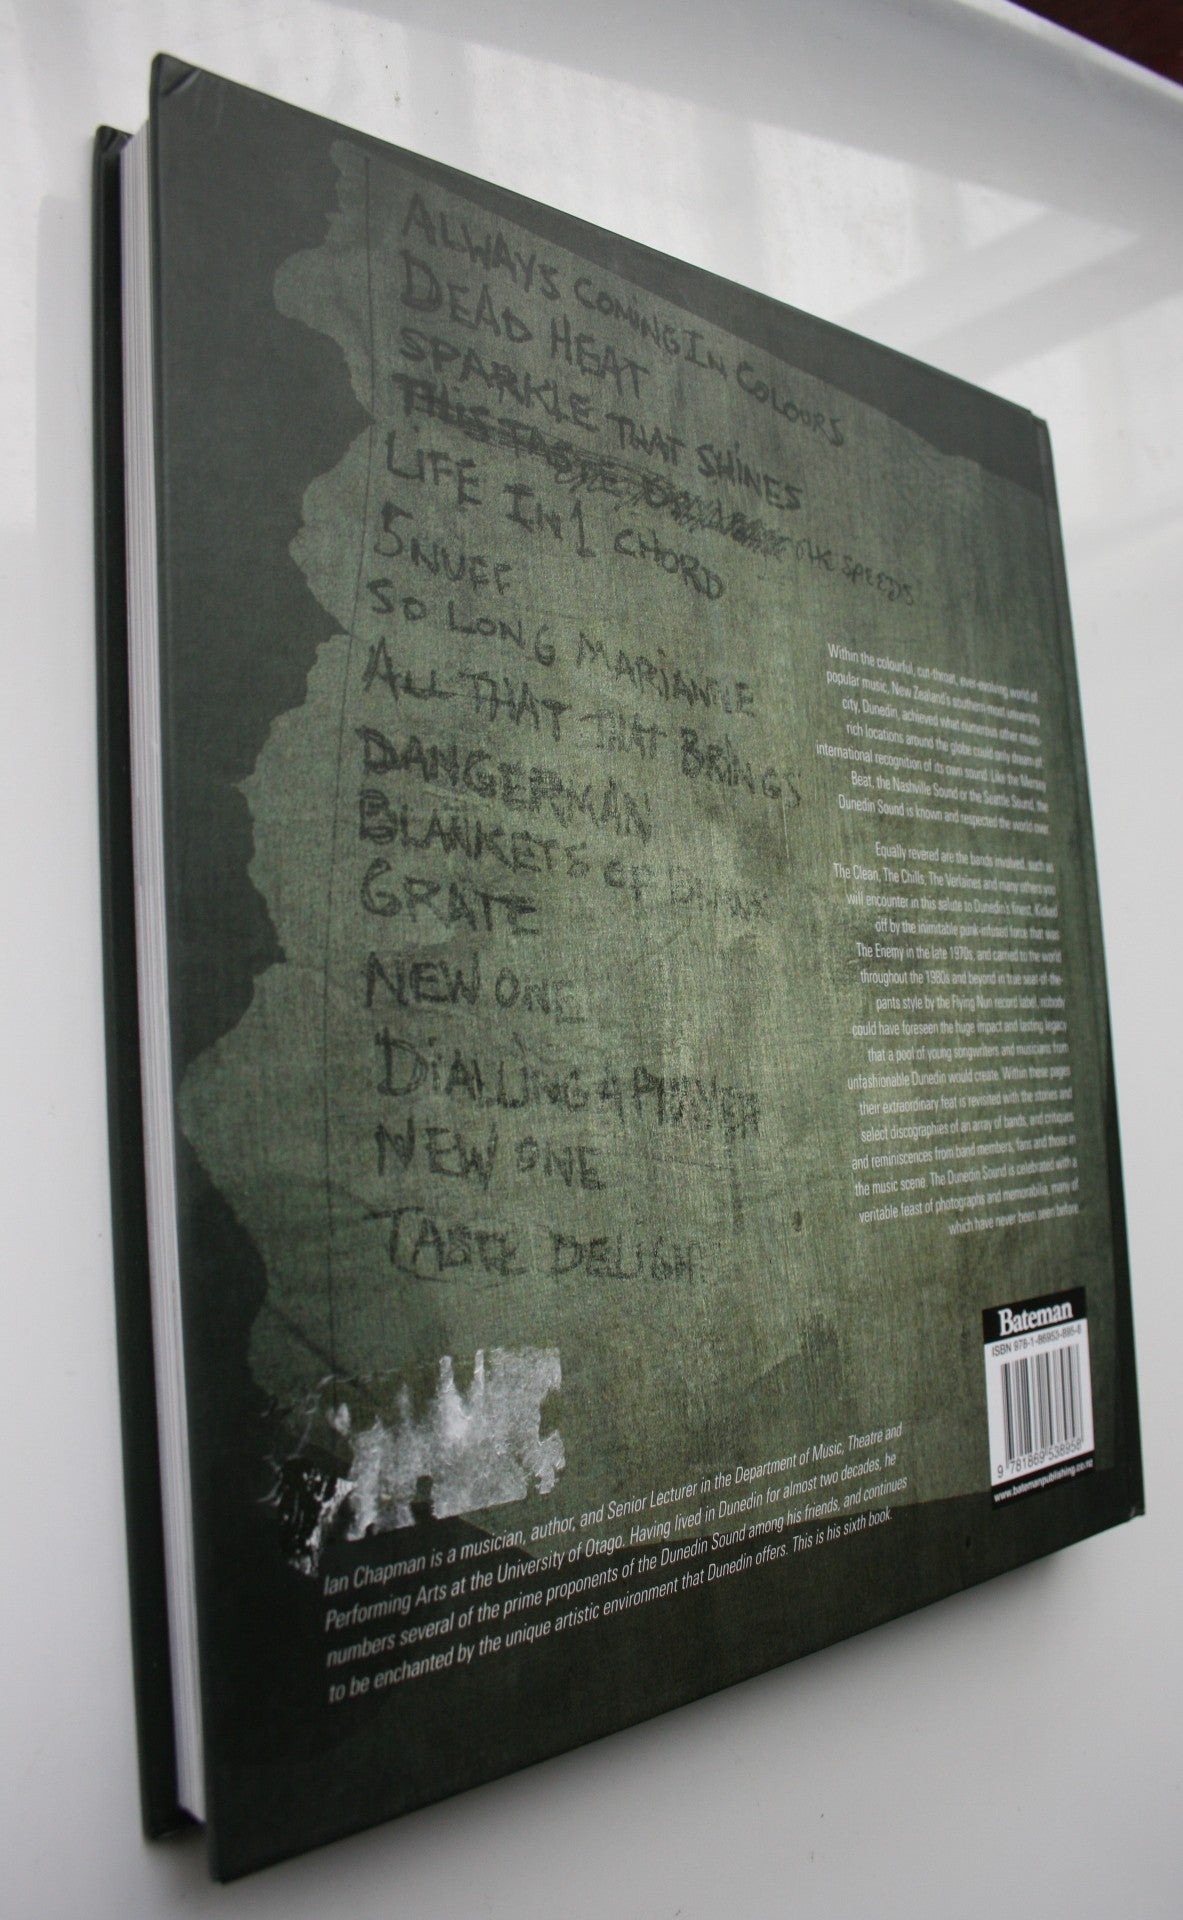 ALWAYS COMING IN COLOURS
DEAD HEAT
SPARKLE THAT SHINES
THIS TASTE THE SPEEDS
LIFE IN 1 CHORD
SNUFF
SO LONG MARIANNE
ALL THAT THAT BRINGS
DANGERMAN
BLANKETS OF
GRATE
NEW ONE
DIALLING A
NEW ONE
TASTE DELIGH
Within the colourful, cut-throat, ever-evolving world of
popular music, New Zealand's southern-most university
city, Dunedin, achieved what numerous other music-
rich locations around the globe could only dream of:
international recognition of its own sound. Like the Mersey
Beat, the Nashville Sound or the Seattle Sound, the
Dunedin Sound is known and respected the world over.
Equally revered are the bands involved, such as
The Clean, The Chills, The Verlaines and many others you
will encounter in this salute to Dunedin's finest. Kicked
off by the inimitable punk-infused force that was
The Enemy in the late 1970s, and carried to the world
throughout the 1980s and beyond in true seat-of-the-
pants style by the Flying Nun record label, nobody
could have foreseen the huge impact and lasting legacy
that a pool of young songwriters and musicians from
unfashionable Dunedin would create. Within these pages
their extraordinary feat is revisited with the stories and
select discographies of an array of bands, and critiques
and reminiscences from band members, fans and those in
the music scene. The Dunedin Sound is celebrated with a
veritable feast of photographs and memorabilia, many of
which have never been seen before.
Bateman
ISBN 978-1-86953-895-8
9 781869 538958
www.batemanpublishing.co.nz
Ian Chapman is a musician, author, and Senior Lecturer in the Department of Music, Theatre and
Performing Arts at the University of Otago. Having lived in Dunedin for almost two decades, he
numbers several of the prime proponents of the Dunedin Sound among his friends, and continues
to be enchanted by the unique artistic environment that Dunedin offers. This is his sixth book.